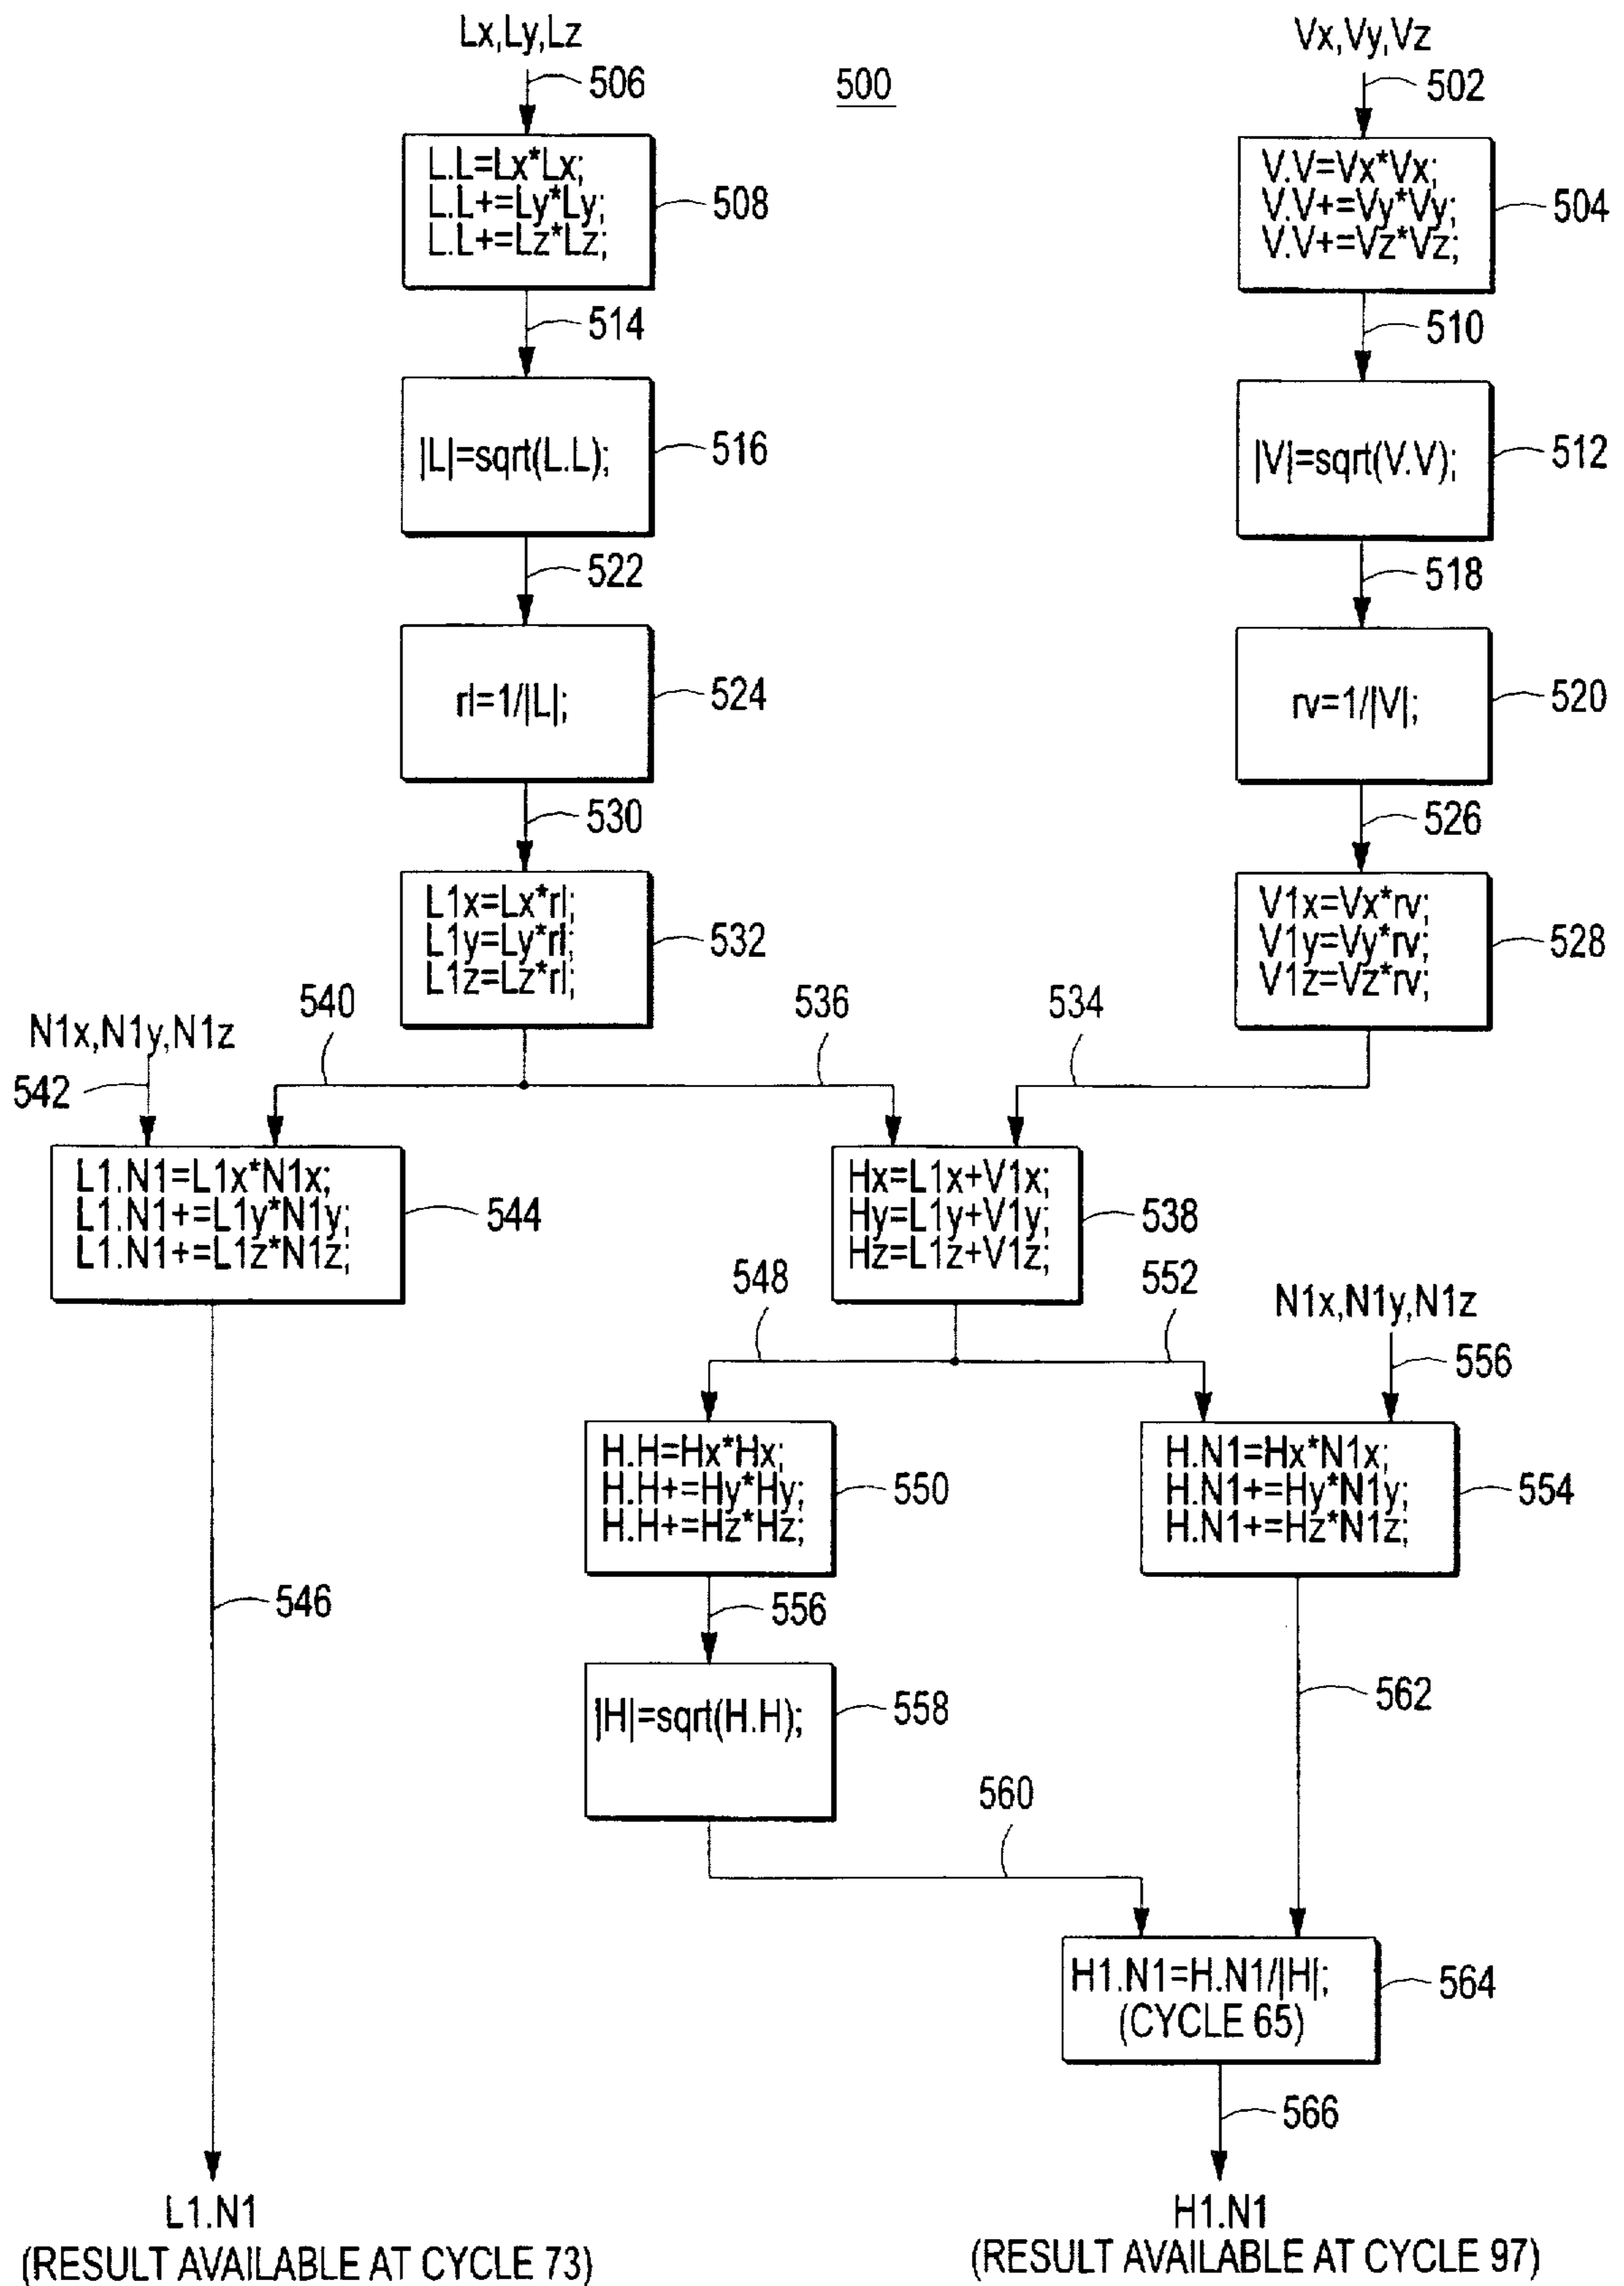 Lx,Ly,Lz
506
500
Vx,Vy,Vz
502
L.L=Lx*Lx;
L.L+=Ly*Ly;
L.L+=Lz*Lz;
508
V.V=Vx*Vx;
V.V+=Vy*Vy;
V.V+=Vz*Vz;
504
514
510
|L|=sqrt(L.L);
516
|V|=sqrt(V.V);
512
522
518
rl=1/|L|;
524
rv=1/|V|;
520
530
526
L1x=Lx*rl;
L1y=Ly*rl;
L1z=Lz*rl;
532
V1x=Vx*rv;
V1y=Vy*rv;
V1z=Vz*rv;
528
540
536
534
N1x,N1y,N1z
542
L1.N1=L1x*N1x;
L1.N1+=L1y*N1y;
L1.N1+=L1z*N1z;
544
Hx=L1x+V1x;
Hy=L1y+V1y;
Hz=L1z+V1z;
538
548
552
N1x,N1y,N1z
556
H.H=Hx*Hx;
H.H+=Hy*Hy;
H.H+=Hz*Hz;
550
H.N1=Hx*N1x;
H.N1+=Hy*N1y;
H.N1+=Hz*N1z;
554
546
556
|H|=sqrt(H.H);
558
562
560
H1.N1=H.N1/|H|;
(CYCLE 65)
564
566
L1.N1
(RESULT AVAILABLE AT CYCLE 73)
H1.N1
(RESULT AVAILABLE AT CYCLE 97)